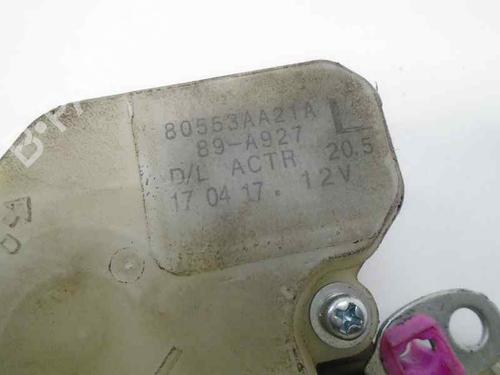 80553AA21A L
89-A927
D/L ACTR 20.5
17 04 17. 12V